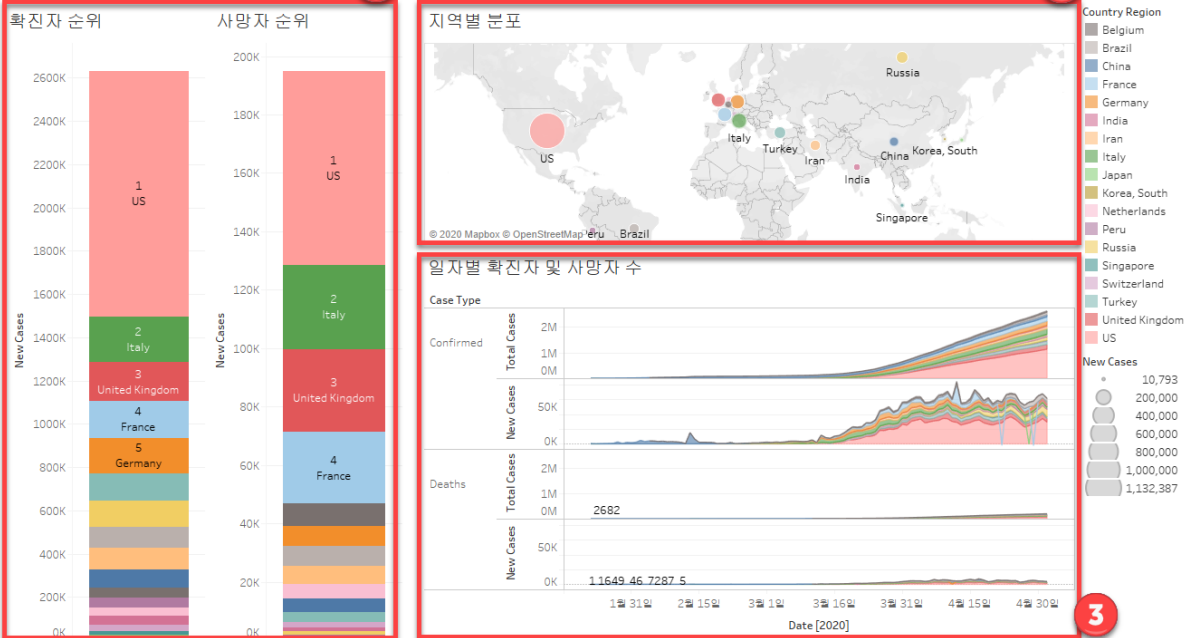 확진자 순위
사망자 순위
지역별 분포
New Cases
2600K
2400K
2200K
2000K
1800K
1600K
1400K
1200K
1000K
800K
600K
400K
200K
0K
1
US
2
Italy
3
United Kingdom
4
France
5
Germany
New Cases
200K
180K
160K
140K
120K
100K
80K
60K
40K
20K
0K
1
US
2
Italy
3
United Kingdom
4
France
Russia
US
Italy
Turkey
Iran
China
Korea, South
India
Singapore
Brazil
© 2020 Mapbox © OpenStreetMap
일자별 확진자 및 사망자 수
Case Type
Confirmed
Total Cases
2M
1M
0M
New Cases
50K
0K
Deaths
Total Cases
2M
1M
0M
2682
New Cases
50K
0K
1 1649 46 7287 5
1월 31일
2월 15일
3월 1일
3월 16일
3월 31일
4월 15일
4월 30일
Date [2020]
3
Country Region
Belgium
Brazil
China
France
Germany
India
Iran
Italy
Japan
Korea, South
Netherlands
Peru
Russia
Singapore
Switzerland
Turkey
United Kingdom
US
New Cases
10,793
200,000
400,000
600,000
800,000
1,000,000
1,132,387